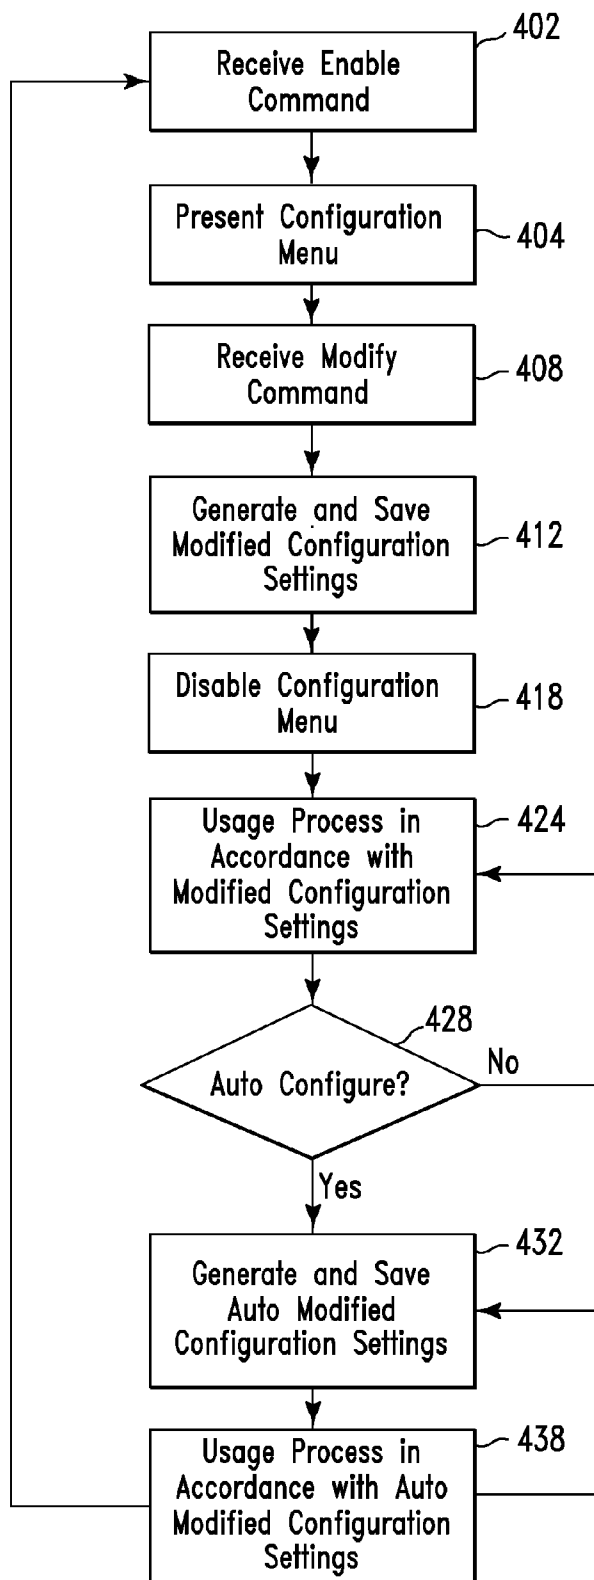 402
Receive Enable
Command
Present Configuration
Menu
404
Receive Modify
Command
408
Generate and Save
Modified Configuration
Settings
412
Disable Configuration
Menu
418
Usage Process in
Accordance with
Modified Configuration
Settings
424
428
Auto Configure?
No
Yes
432
Generate and Save
Auto Modified
Configuration Settings
438
Usage Process in
Accordance with Auto
Modified Configuration
Settings